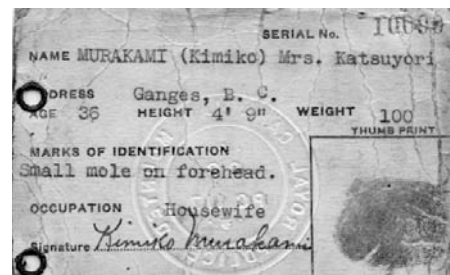 SERIAL No.
NAME MURAKAMI (Kimiko) Mrs. Katsuyori
ADDRESS Ganges, B. C.
AGE 36 HEIGHT 4' 9" WEIGHT 100
THUMB PRINT
MARKS OF IDENTIFICATION
Small mole on forehead.
OCCUPATION Housewife
Signature Kimiko Murakami